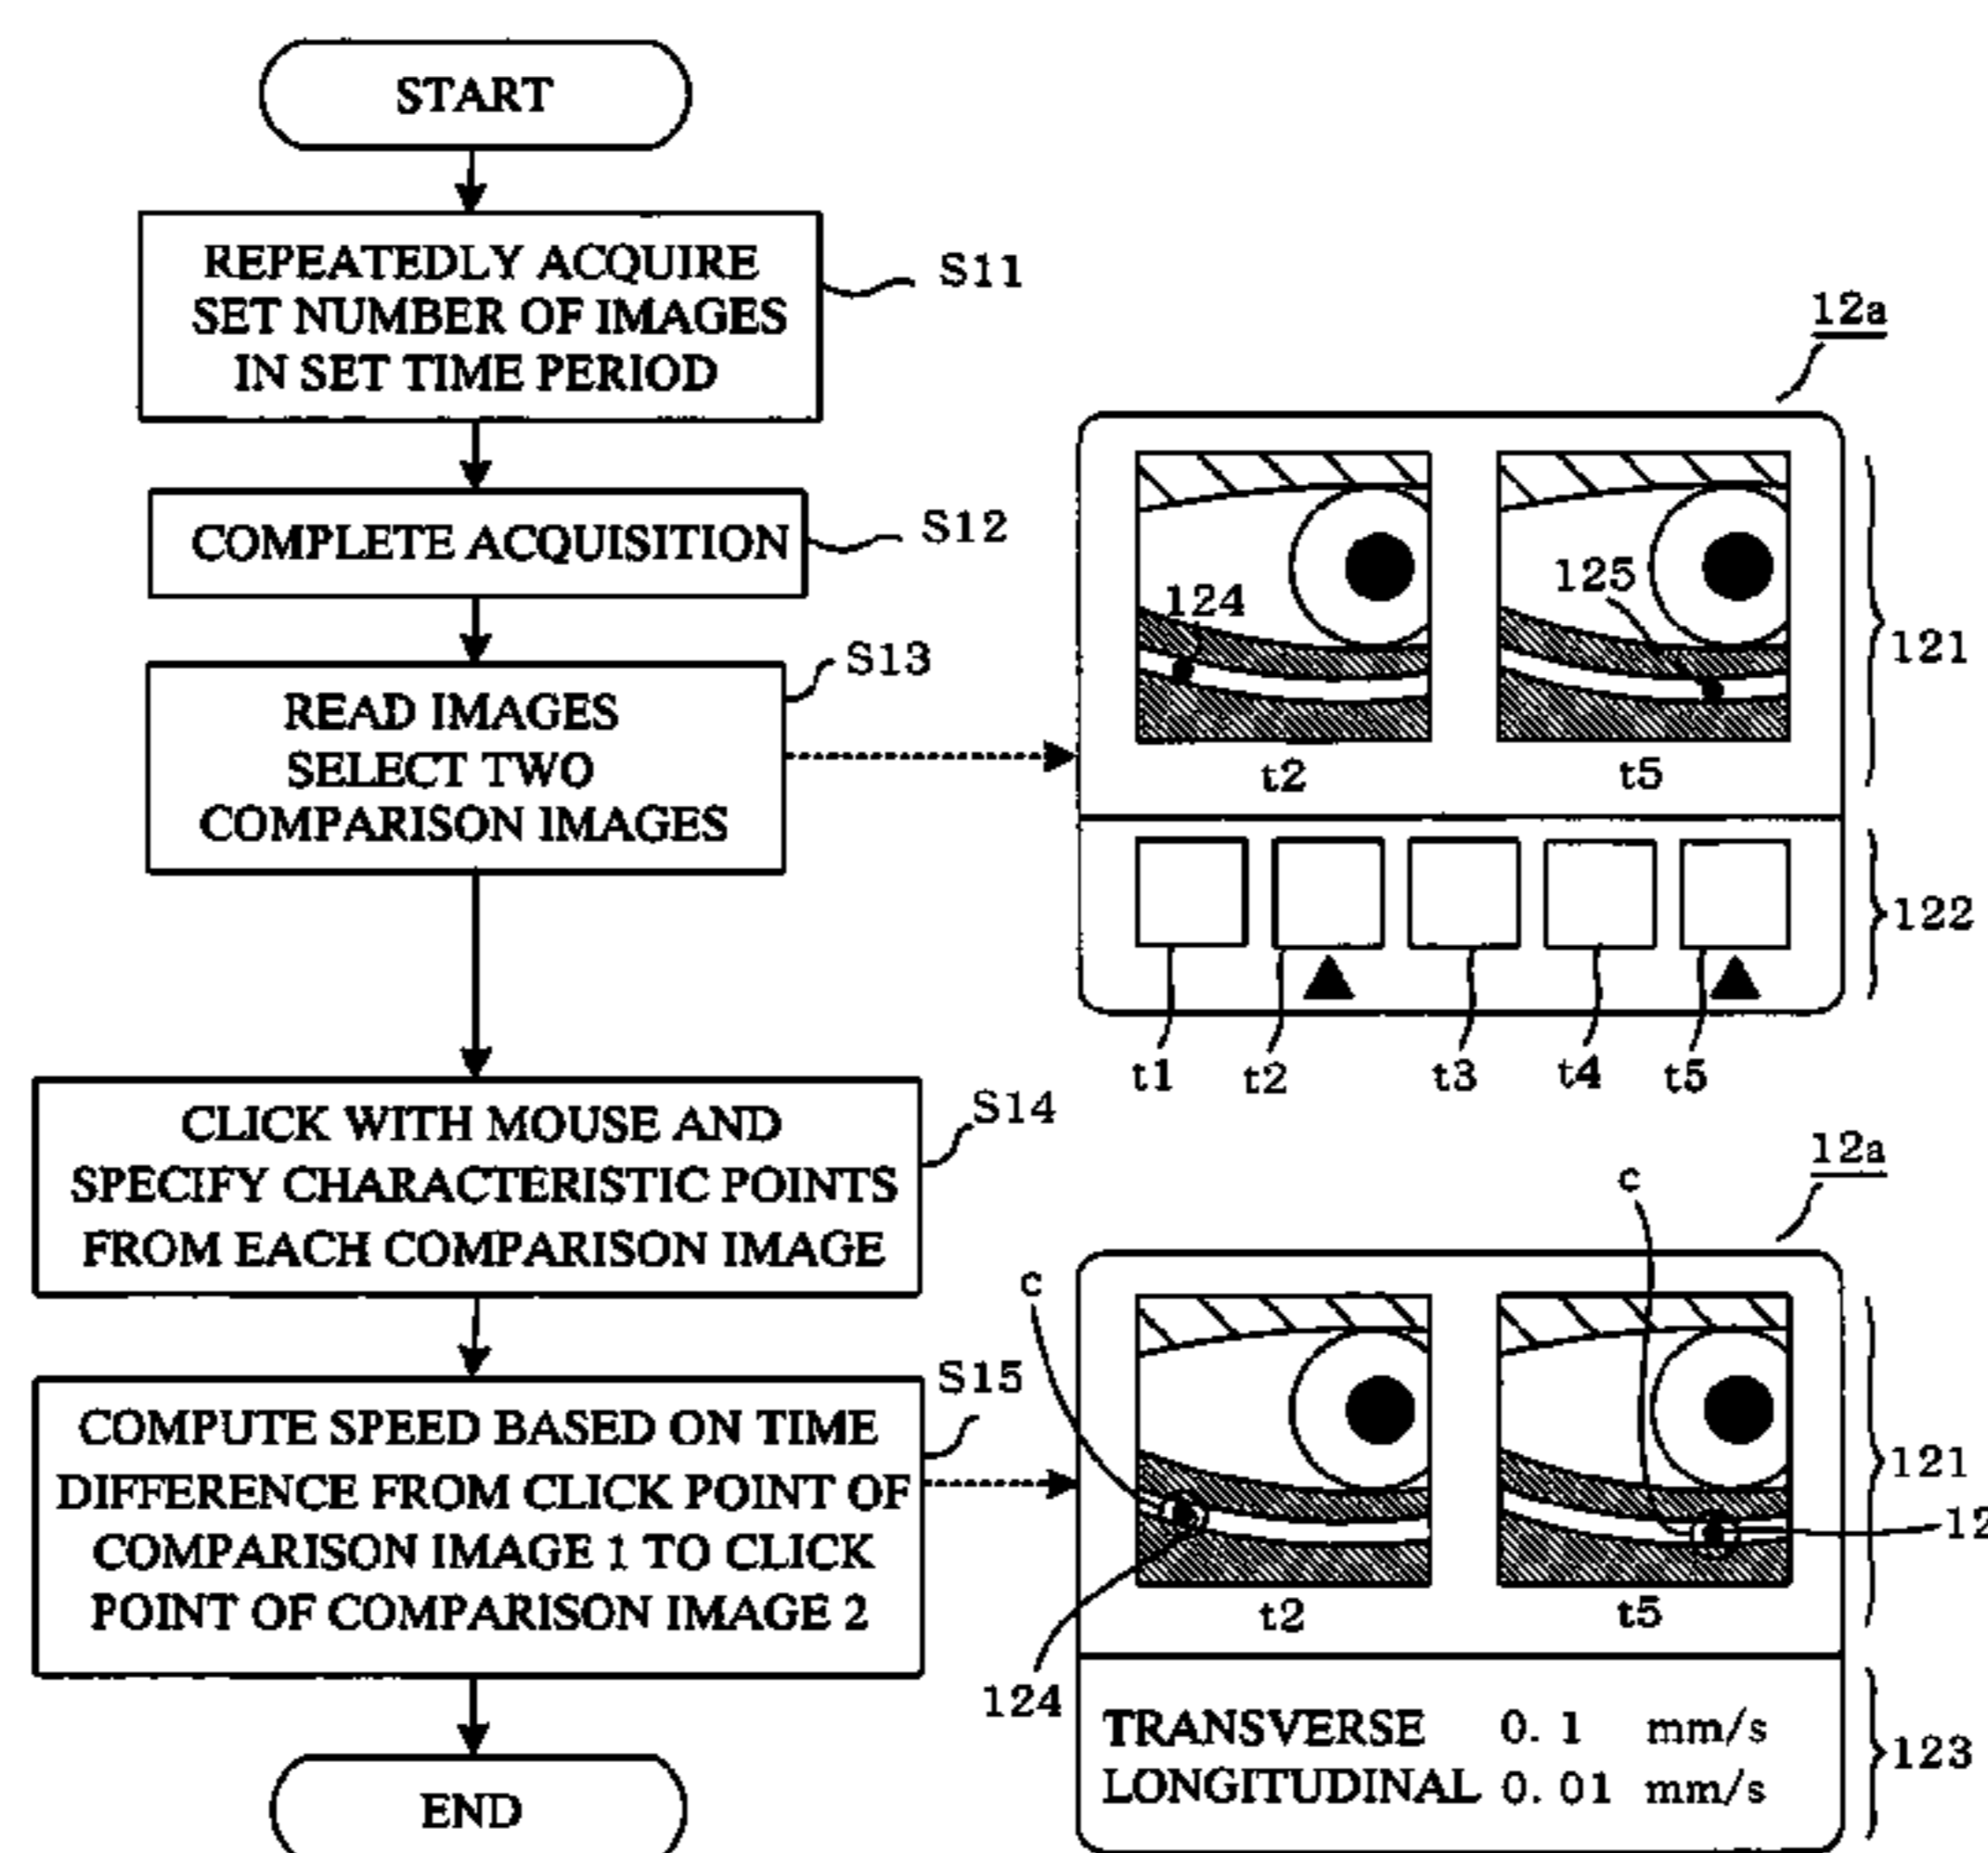 START
REPEATEDLY ACQUIRE
SET NUMBER OF IMAGES
IN SET TIME PERIOD
S11
COMPLETE ACQUISITION
S12
READ IMAGES
SELECT TWO
COMPARISON IMAGES
S13
CLICK WITH MOUSE AND
SPECIFY CHARACTERISTIC POINTS
FROM EACH COMPARISON IMAGE
S14
COMPUTE SPEED BASED ON TIME
DIFFERENCE FROM CLICK POINT OF
COMPARISON IMAGE 1 TO CLICK
POINT OF COMPARISON IMAGE 2
S15
END
12a
124
125
121
t2
t5
122
t1
t2
t3
t4
t5
12a
c
c
c
121
12
t2
t5
124
TRANSVERSE 0.1 mm/s
LONGITUDINAL 0.01 mm/s
123